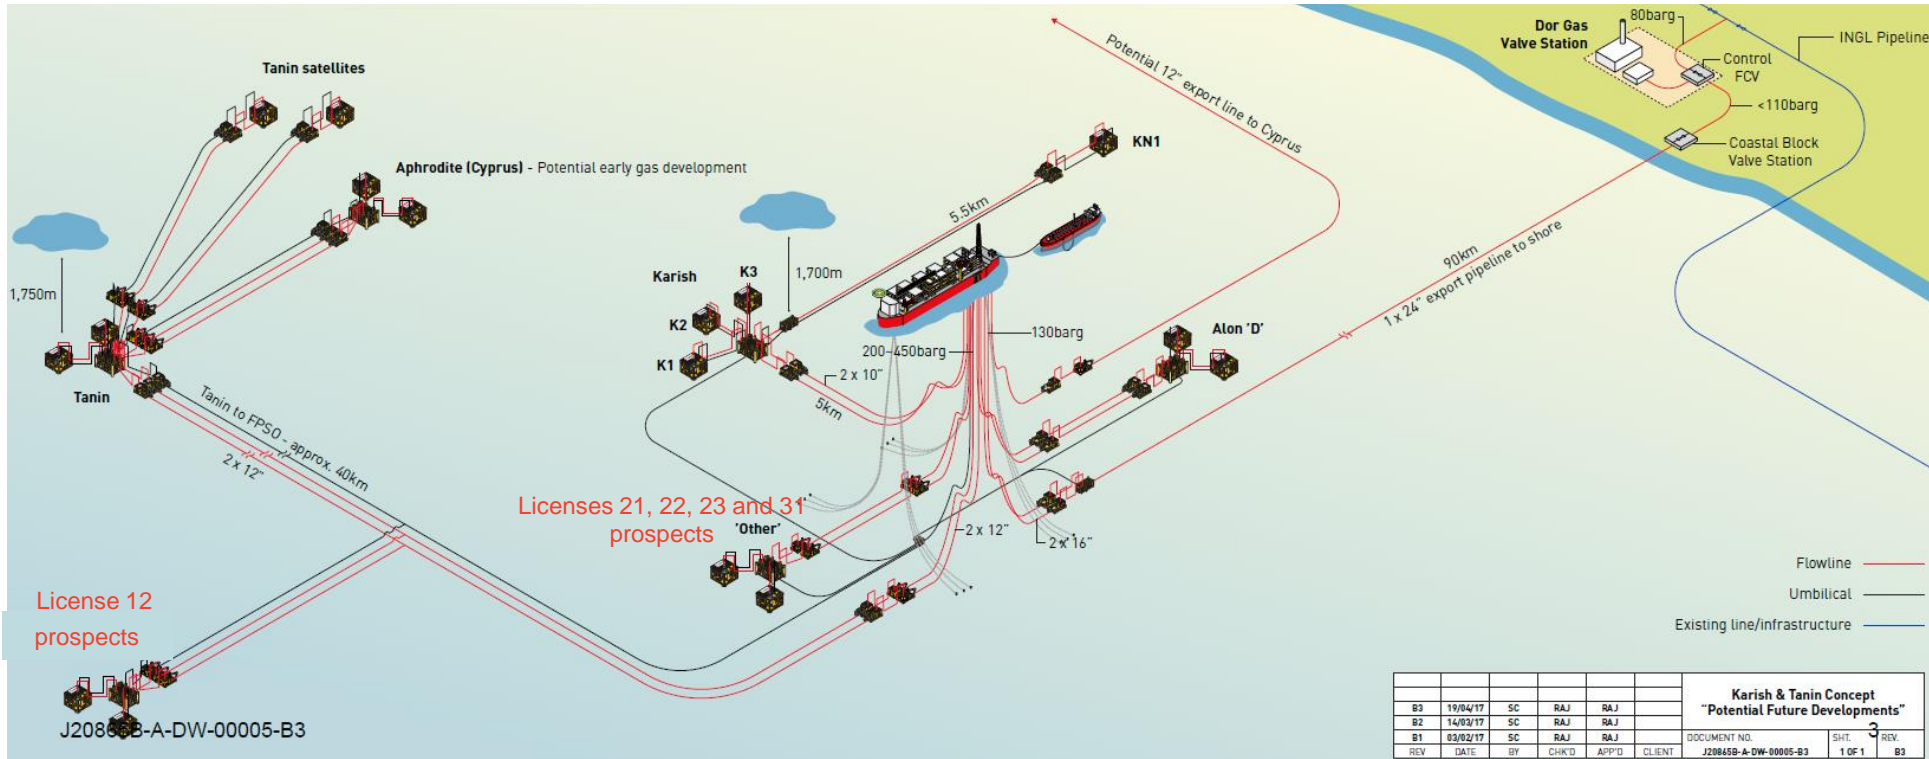 Tanin satellites
Aphrodite (Cyprus) - Potential early gas development
1,750m
Tanin
Tanin to FPSO - approx. 40km
2 x 12"
License 12
prospects
J20865B-A-DW-00005-B3
Karish
K3
K2
K1
1,700m
5.5km
KN1
2 x 10"
5km
200-450barg
130barg
Licenses 21, 22, 23 and 31
prospects
'Other'
2 x 12"
2 x 16"
Alon 'D'
Potential 12" export line to Cyprus
90km
1 x 24" export pipeline to shore
Dor Gas
Valve Station
80barg
INGL Pipeline
Control
FCV
<110barg
Coastal Block
Valve Station
Flowline
Umbilical
Existing line/infrastructure
B3 19/04/17 SC RAJ RAJ
B2 14/03/17 SC RAJ RAJ
B1 03/02/17 SC RAJ RAJ
REV DATE BY CHK'D APP'D CLIENT
Karish & Tanin Concept
"Potential Future Developments"
3
DOCUMENT NO. SHT. REV.
J20865B-A-DW-00005-B3 1 OF 1 B3